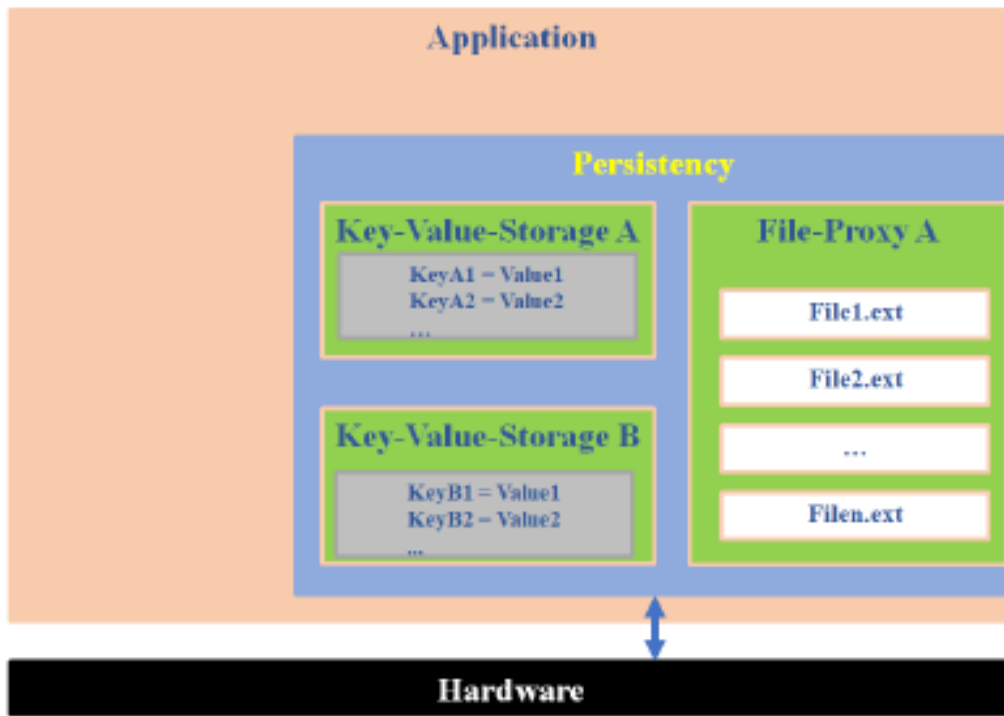 Application
Persistency
Key-Value-Storage A
KeyA1 = Value1
KeyA2 = Value2
...
Key-Value-Storage B
KeyB1 = Value1
KeyB2 = Value2
...
File-Proxy A
File1.ext
File2.ext
...
Filen.ext
Hardware